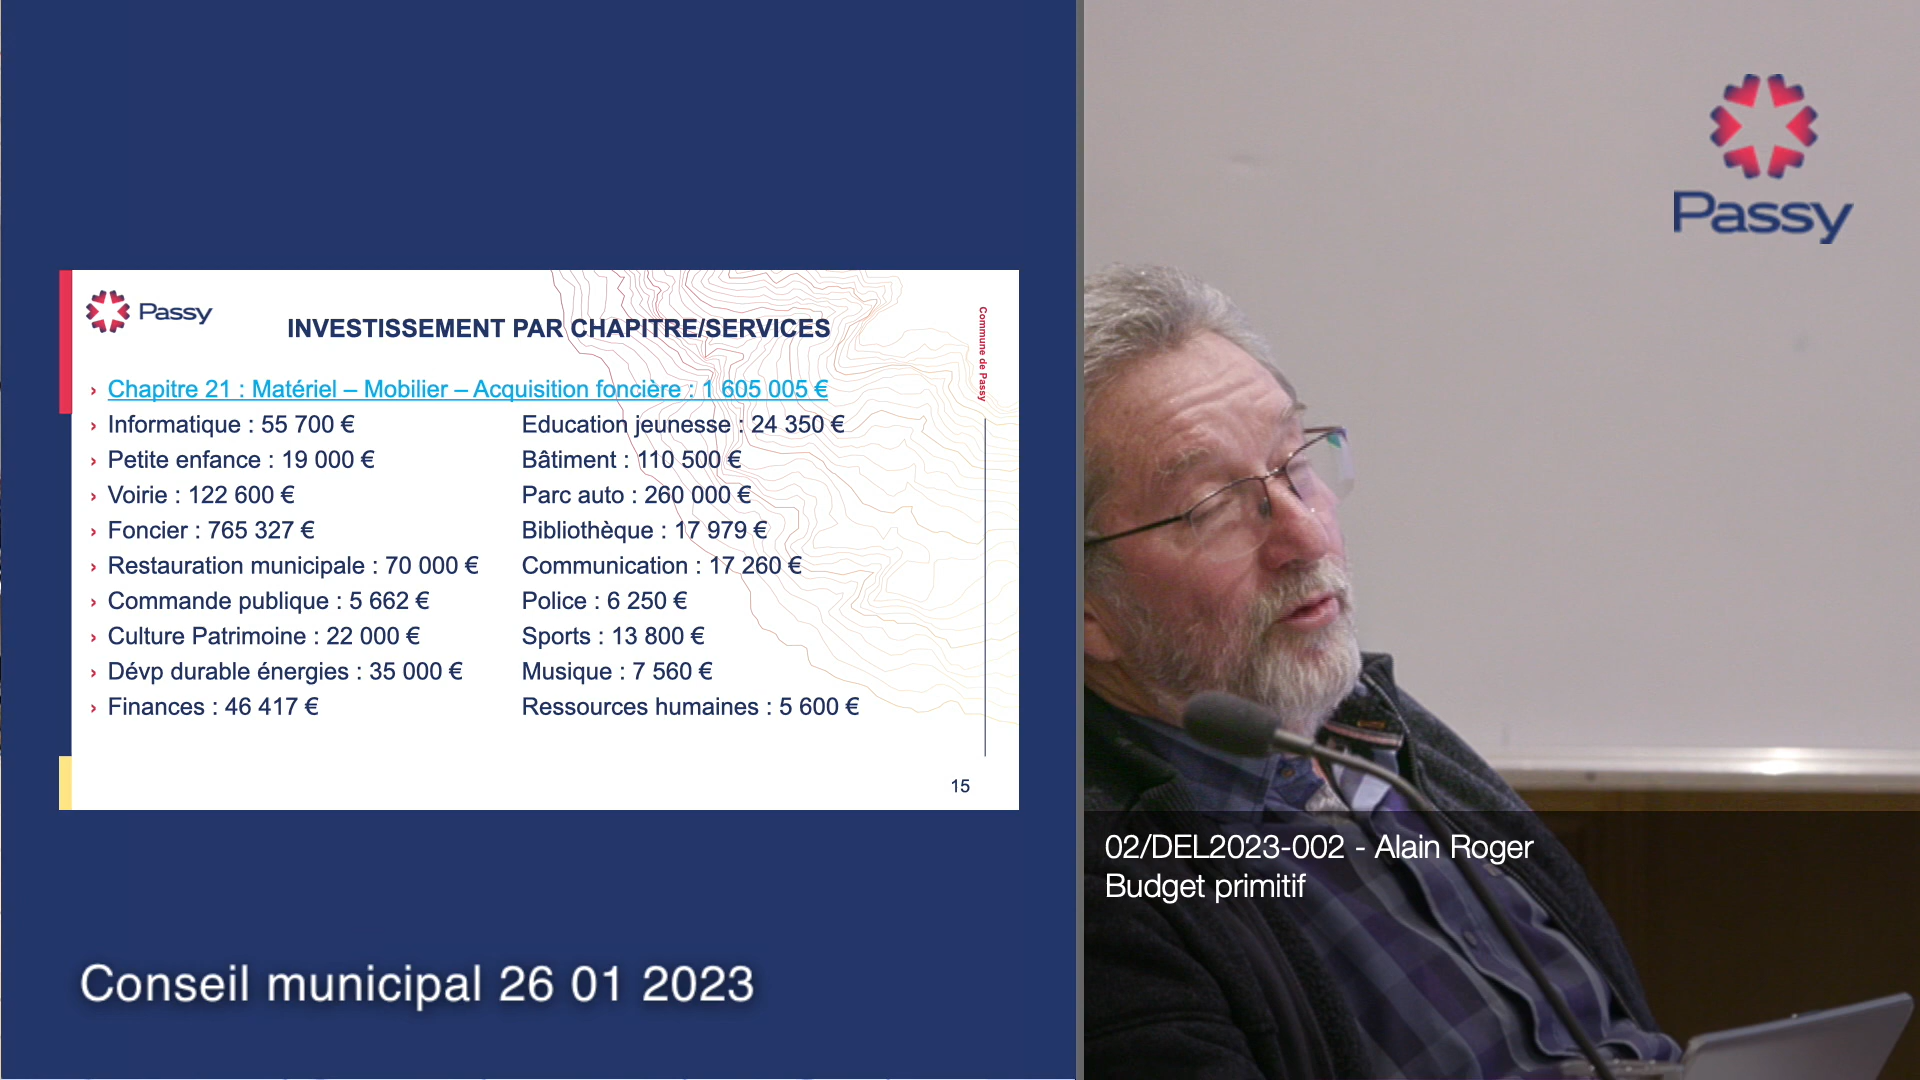 Passy
INVESTISSEMENT PAR CHAPITRE/SERVICES
Commune de Passy
› Chapitre 21 : Matériel – Mobilier – Acquisition foncière : 1 605 005 €
› Informatique : 55 700 € Education jeunesse : 24 350 €
› Petite enfance : 19 000 € Bâtiment : 110 500 €
› Voirie : 122 600 € Parc auto : 260 000 €
› Foncier : 765 327 € Bibliothèque : 17 979 €
› Restauration municipale : 70 000 € Communication : 17 260 €
› Commande publique : 5 662 € Police : 6 250 €
› Culture Patrimoine : 22 000 € Sports : 13 800 €
› Dévp durable énergies : 35 000 € Musique : 7 560 €
› Finances : 46 417 € Ressources humaines : 5 600 €
15
Conseil municipal 26 01 2023
Passy
02/DEL2023-002 - Alain Roger
Budget primitif